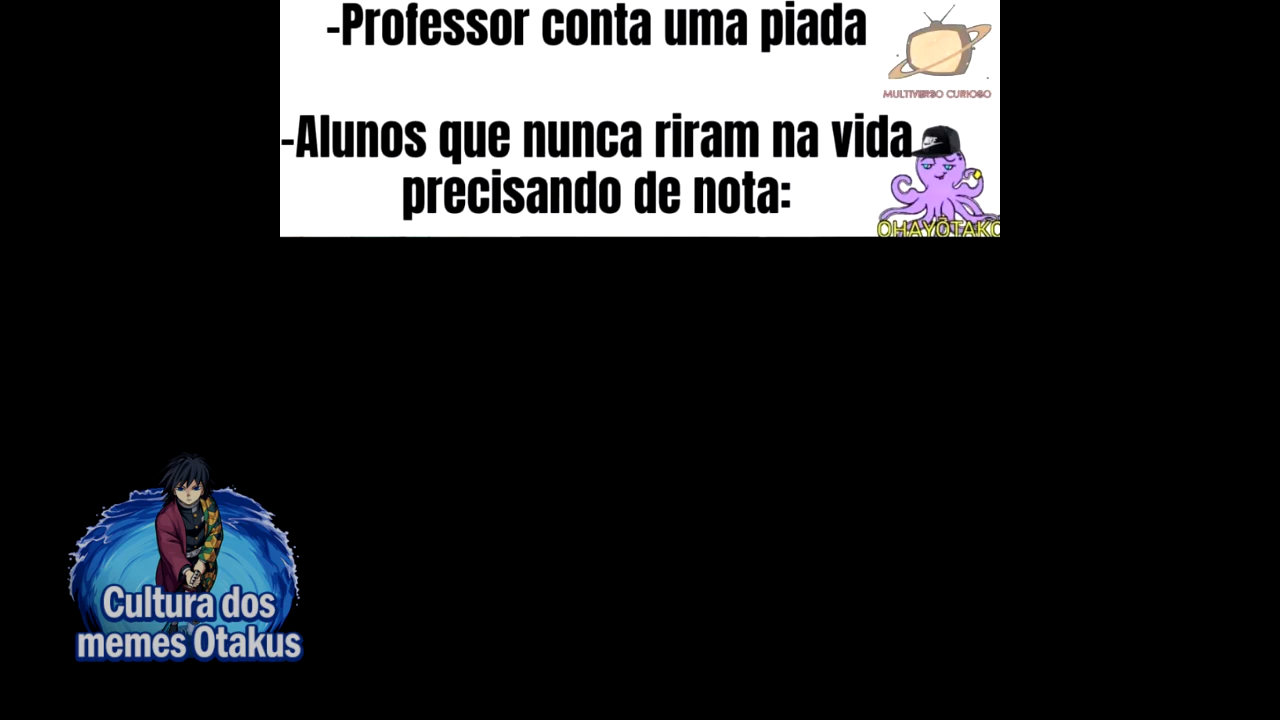 -Professor conta uma piada
MULTIVERSO CURIOSO
-Alunos que nunca riram na vida
precisando de nota:
OHAYŌTAKO
Cultura dos
memes Otakus